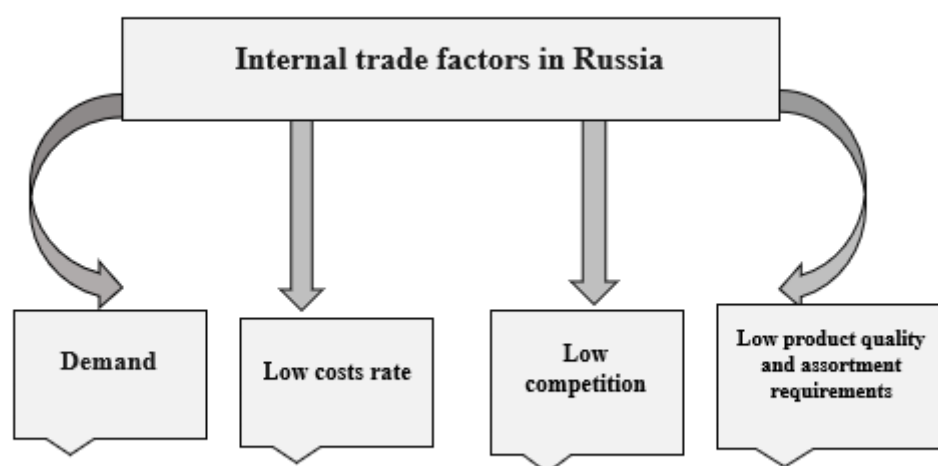 Internal trade factors in Russia
Demand
Low costs rate
Low
competition
Low product quality
and assortment
requirements